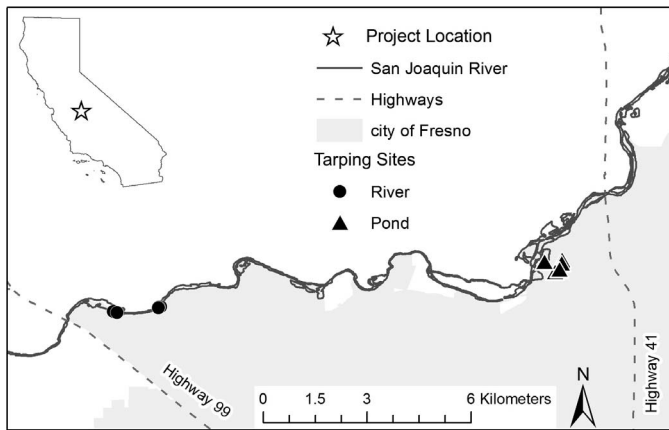 Project Location
San Joaquin River
Highways
city of Fresno
Tarping Sites
River
Pond
Highway 99
Highway 41
N
0 1.5 3 6 Kilometers